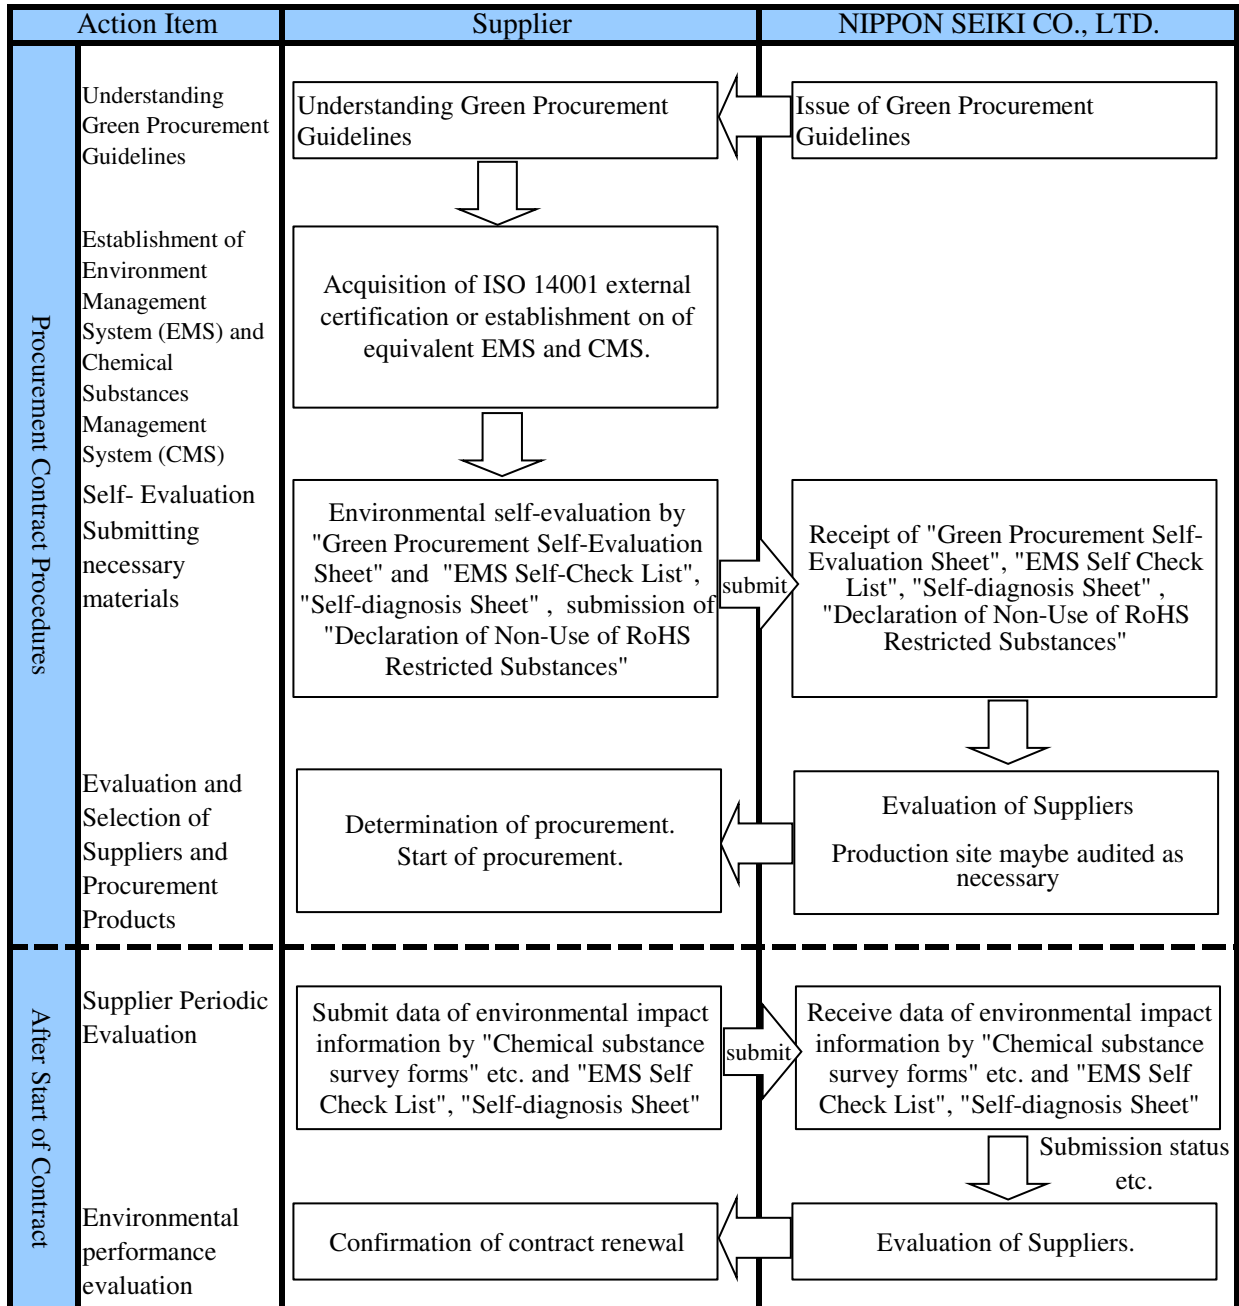 Action Item
Supplier
NIPPON SEIKI CO., LTD.
Procurement Contract Procedures
Understanding
Green Procurement
Guidelines
Understanding Green Procurement
Guidelines
Issue of Green Procurement
Guidelines
Establishment of
Environment
Management
System (EMS) and
Chemical
Substances
Management
System (CMS)
Acquisition of ISO 14001 external
certification or establishment on of
equivalent EMS and CMS.
Self- Evaluation
Submitting
necessary
materials
Environmental self-evaluation by
"Green Procurement Self-Evaluation
Sheet" and "EMS Self-Check List",
"Self-diagnosis Sheet" , submission of
"Declaration of Non-Use of RoHS
Restricted Substances"
submit
Receipt of "Green Procurement Self-
Evaluation Sheet", "EMS Self Check
List", "Self-diagnosis Sheet" ,
"Declaration of Non-Use of RoHS
Restricted Substances"
Evaluation and
Selection of
Suppliers and
Procurement
Products
Determination of procurement.
Start of procurement.
Evaluation of Suppliers
Production site maybe audited as
necessary
After Start of Contract
Supplier Periodic
Evaluation
Submit data of environmental impact
information by "Chemical substance
survey forms" etc. and "EMS Self
Check List", "Self-diagnosis Sheet"
submit
Receive data of environmental impact
information by "Chemical substance
survey forms" etc. and "EMS Self
Check List", "Self-diagnosis Sheet"
Submission status
etc.
Environmental
performance
evaluation
Confirmation of contract renewal
Evaluation of Suppliers.